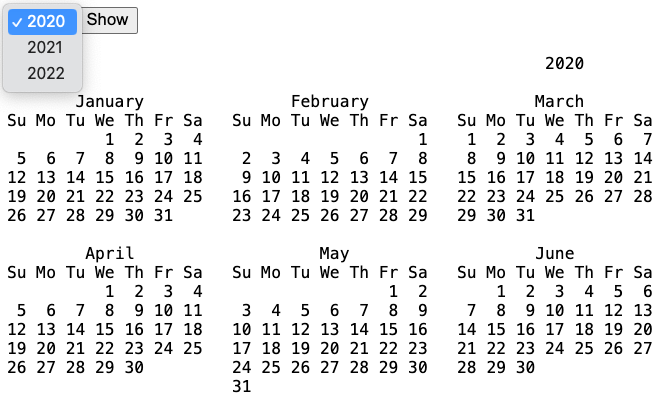 ✓ 2020 Show
2021
2022
2020
January February March
Su Mo Tu We Th Fr Sa Su Mo Tu We Th Fr Sa Su Mo Tu We Th Fr Sa
1 2 3 4 1 1 2 3 4 5 6 7
5 6 7 8 9 10 11 2 3 4 5 6 7 8 8 9 10 11 12 13 14
12 13 14 15 16 17 18 9 10 11 12 13 14 15 15 16 17 18 19 20 21
19 20 21 22 23 24 25 16 17 18 19 20 21 22 22 23 24 25 26 27 28
26 27 28 29 30 31 23 24 25 26 27 28 29 29 30 31
April May June
Su Mo Tu We Th Fr Sa Su Mo Tu We Th Fr Sa Su Mo Tu We Th Fr Sa
1 2 3 4 1 2 1 2 3 4 5 6
5 6 7 8 9 10 11 3 4 5 6 7 8 9 7 8 9 10 11 12 13
12 13 14 15 16 17 18 10 11 12 13 14 15 16 14 15 16 17 18 19 20
19 20 21 22 23 24 25 17 18 19 20 21 22 23 21 22 23 24 25 26 27
26 27 28 29 30 24 25 26 27 28 29 30 28 29 30
31